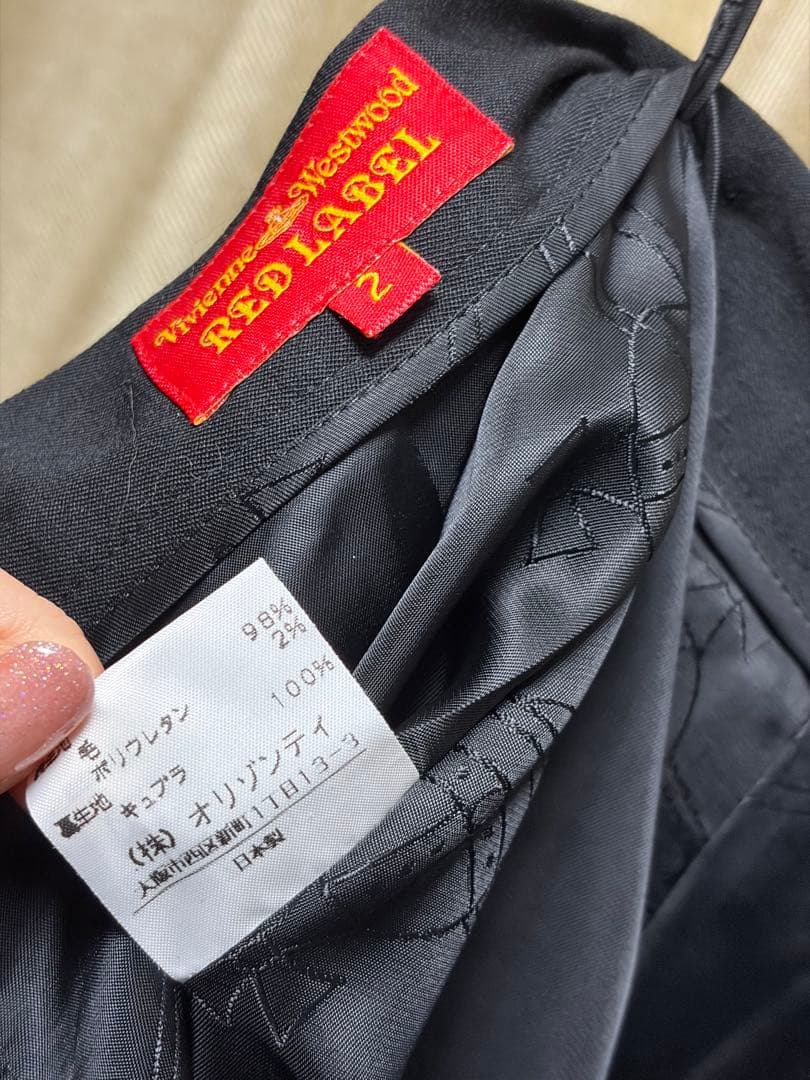 Vivienne Westwood
RED LABEL
2
毛 98%
ポリウレタン 2%
裏生地 キュプラ 100%
(株) オリゾンティ
大阪市西区新町1丁目13-3
日本製